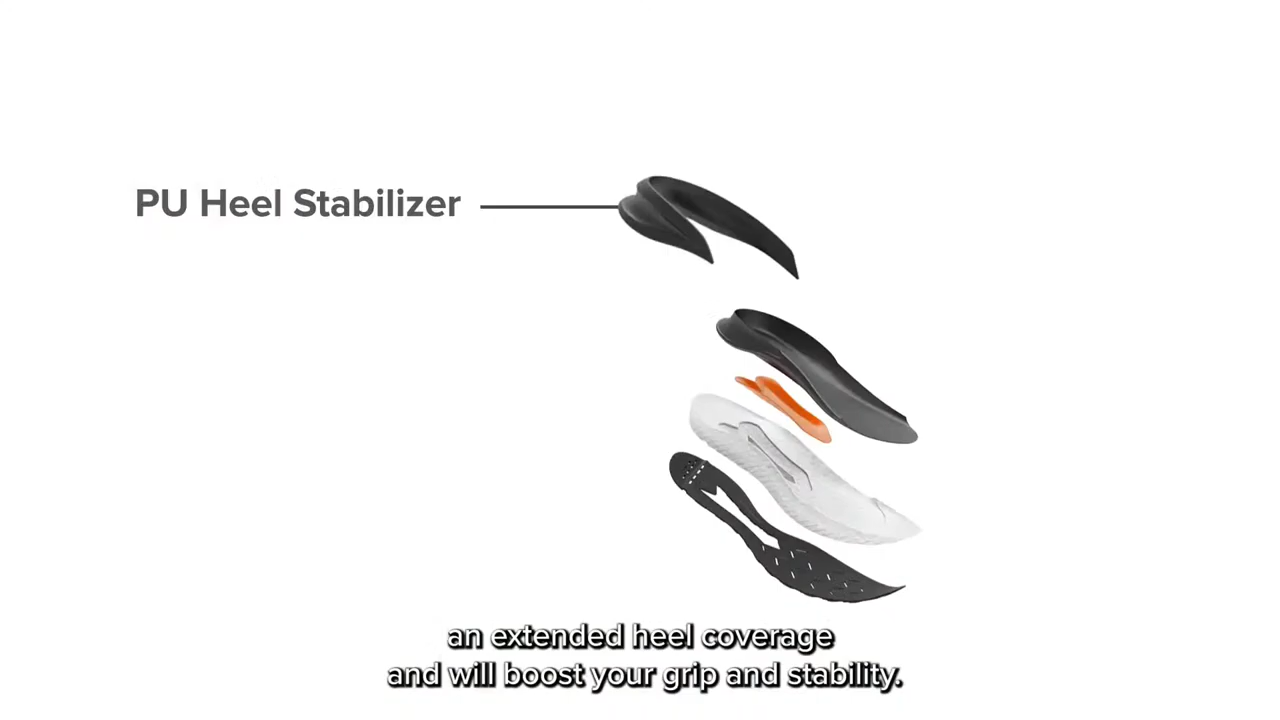 PU Heel Stabilizer
an extended heel coverage
and will boost your grip and stability.